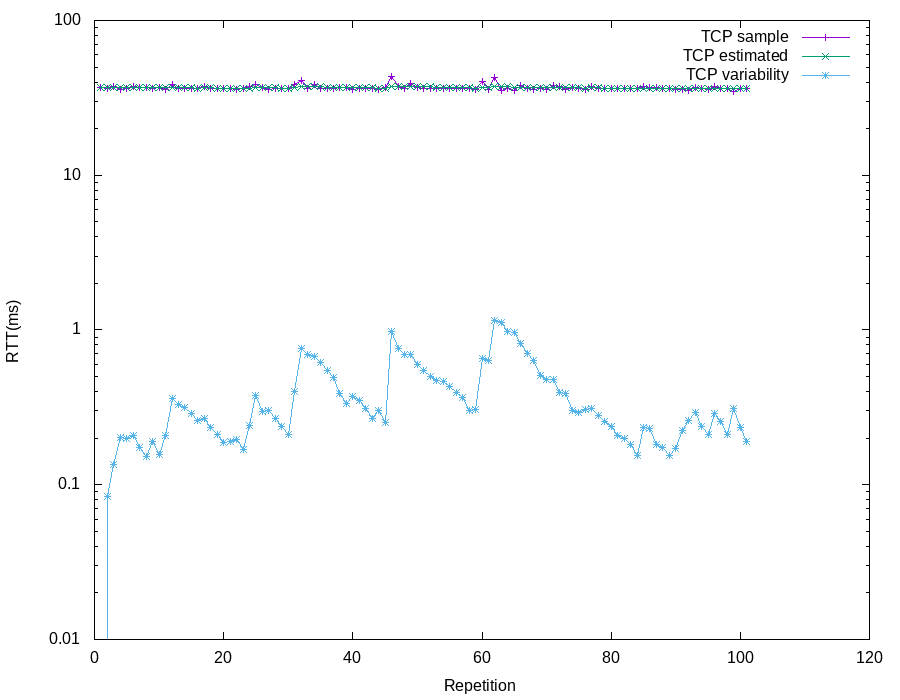 100
10
1
0.1
0.01
RTT(ms)
TCP sample
TCP estimated
TCP variability
0 20 40 60 80 100 120
Repetition